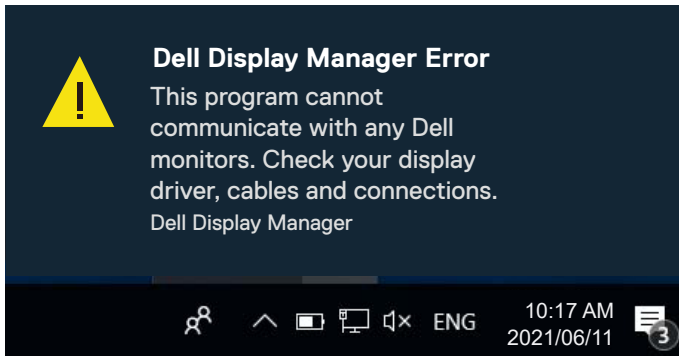 Dell Display Manager Error
This program cannot
communicate with any Dell
monitors. Check your display
driver, cables and connections.
Dell Display Manager
ENG
10:17 AM
2021/06/11
3